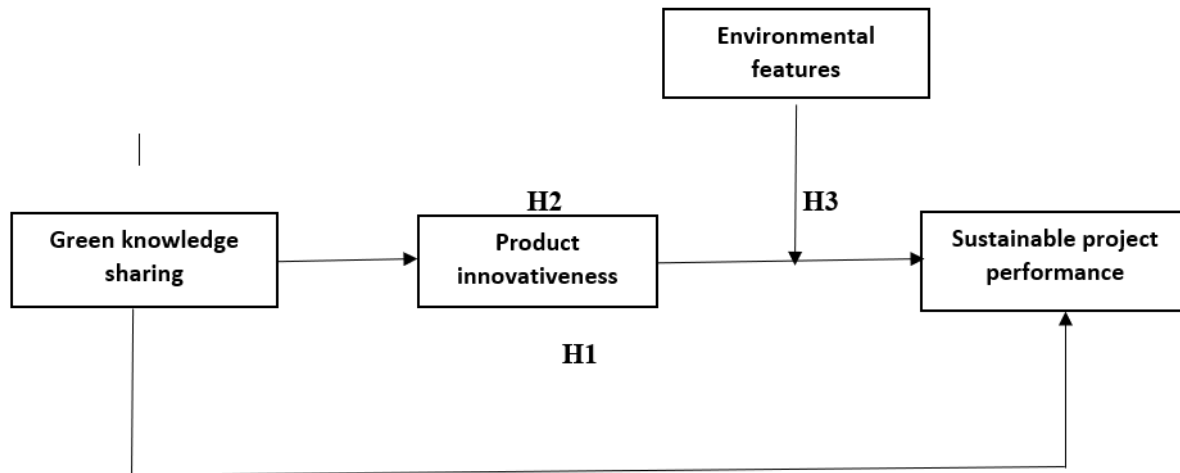 Environmental
features
H2
H3
Green knowledge
sharing
Product
innovativeness
Sustainable project
performance
H1